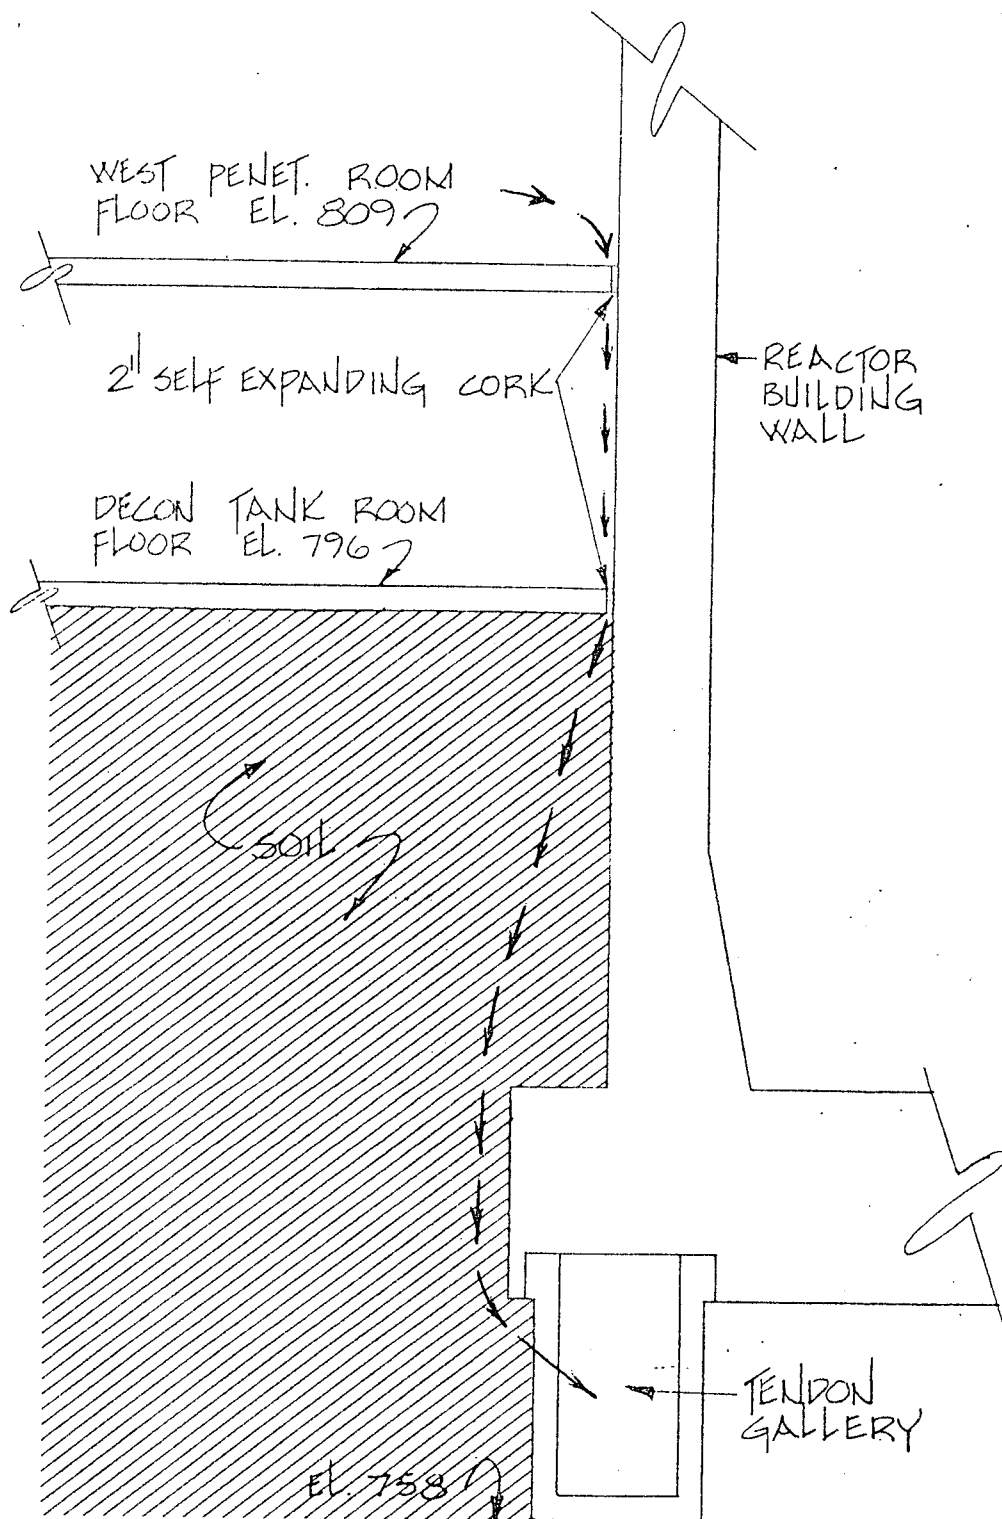 WEST PENET. ROOM
FLOOR EL. 809
2" SELF EXPANDING CORK
REACTOR
BUILDING
WALL
DECON TANK ROOM
FLOOR EL. 796
SOIL
TENDON
GALLERY
EL. 758